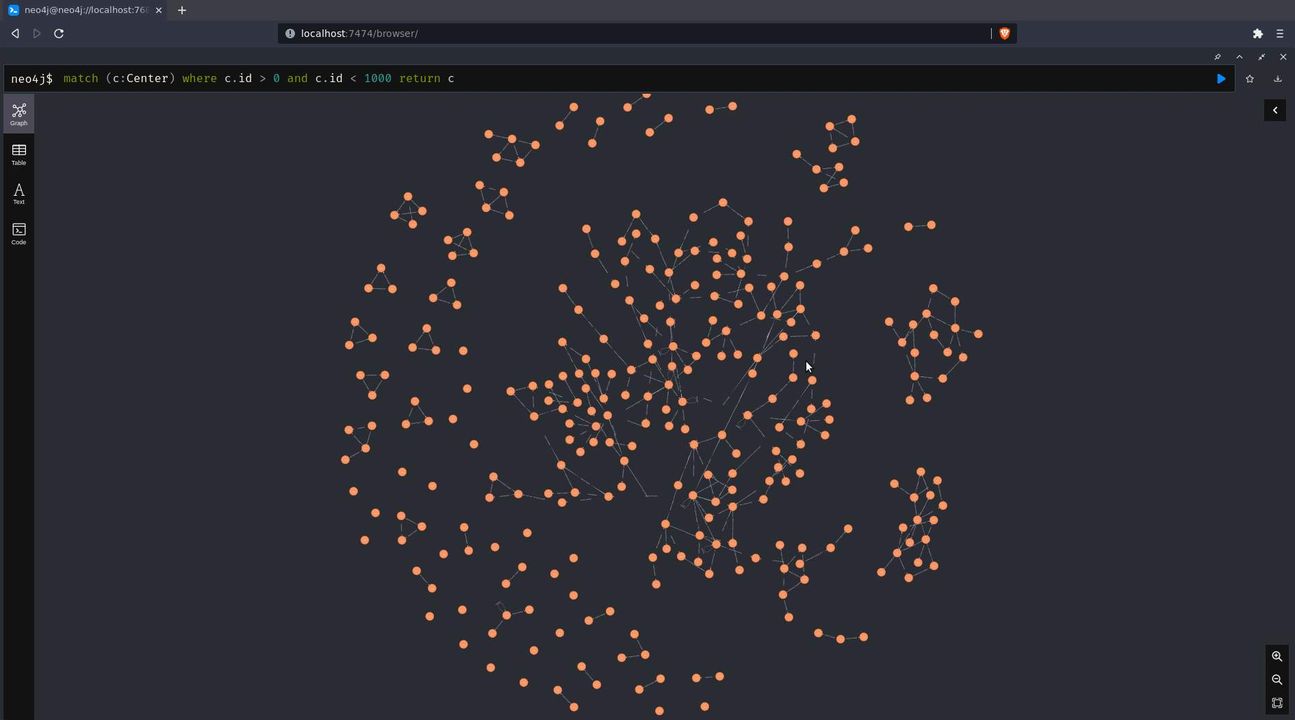 neo4j@neo4j://localhost:768
localhost:7474/browser/
neo4j$ match (c:Center) where c.id > 0 and c.id < 1000 return c
Graph
Table
A
Text
Code